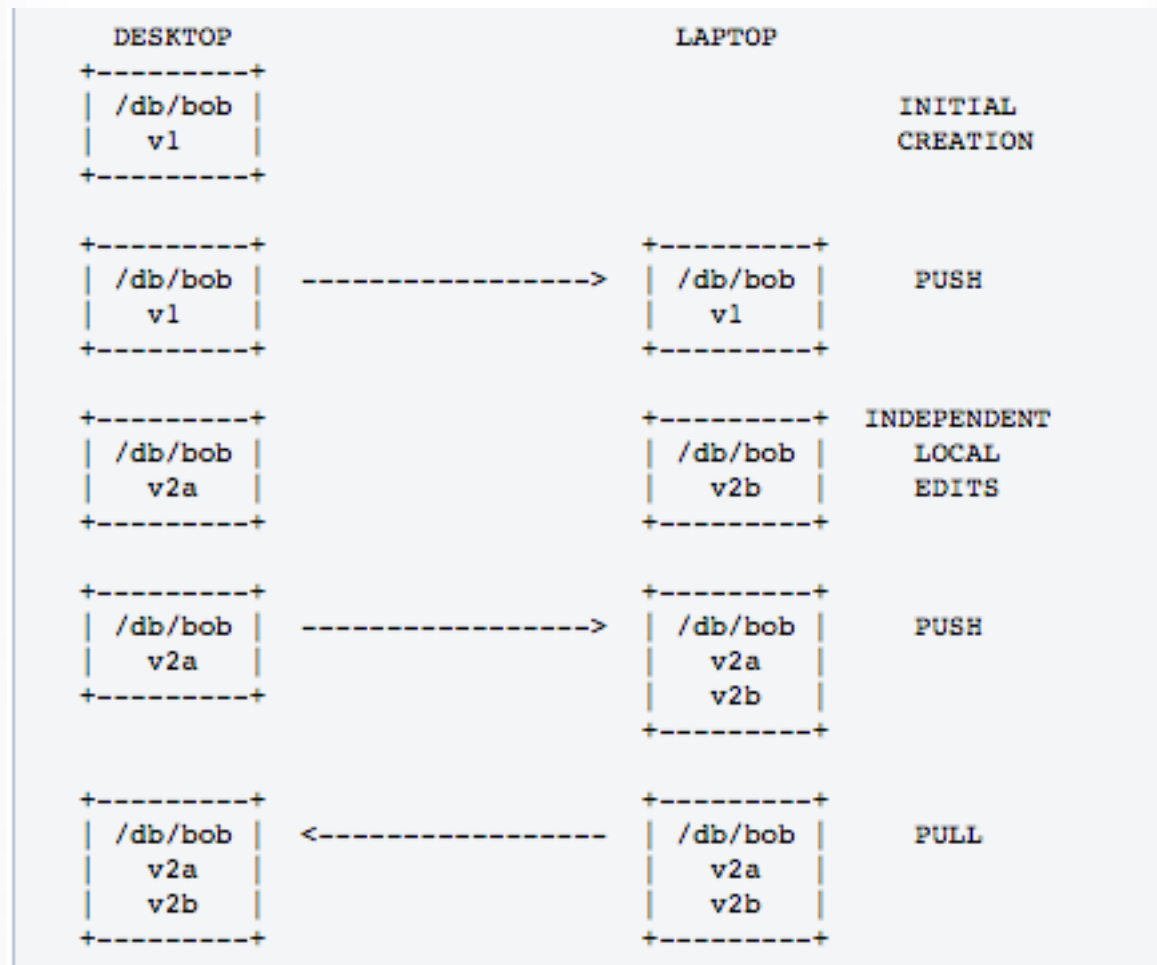 DESKTOP                          LAPTOP
+---------+
| /db/bob |                                     INITIAL
|   v1    |                                     CREATION
+---------+

+---------+                      +---------+
| /db/bob |  ----------------->  | /db/bob |     PUSH
|   v1    |                      |   v1    |
+---------+                      +---------+

+---------+                      +---------+  INDEPENDENT
| /db/bob |                      | /db/bob |     LOCAL
|   v2a   |                      |   v2b   |     EDITS
+---------+                      +---------+

+---------+                      +---------+
| /db/bob |  ----------------->  | /db/bob |     PUSH
|   v2a   |                      |   v2a   |
+---------+                      |   v2b   |
                                 +---------+

+---------+                      +---------+
| /db/bob |  <-----------------  | /db/bob |     PULL
|   v2a   |                      |   v2a   |
|   v2b   |                      |   v2b   |
+---------+                      +---------+